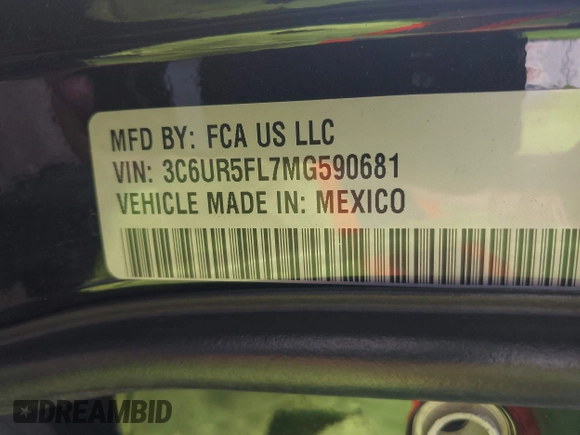 MFD BY: FCA US LLC
VIN: 3C6UR5FL7MG590681
VEHICLE MADE IN: MEXICO
DREAMBID